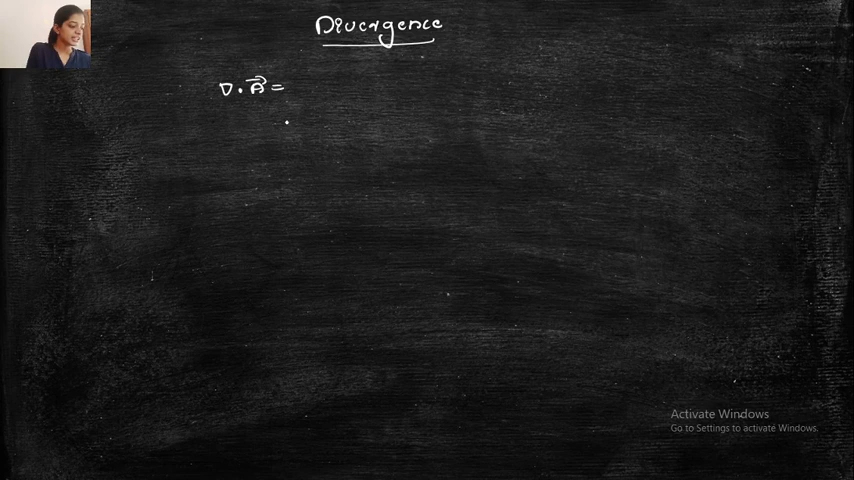 Divergence
∇ · A⃗ =
Activate Windows
Go to Settings to activate Windows.